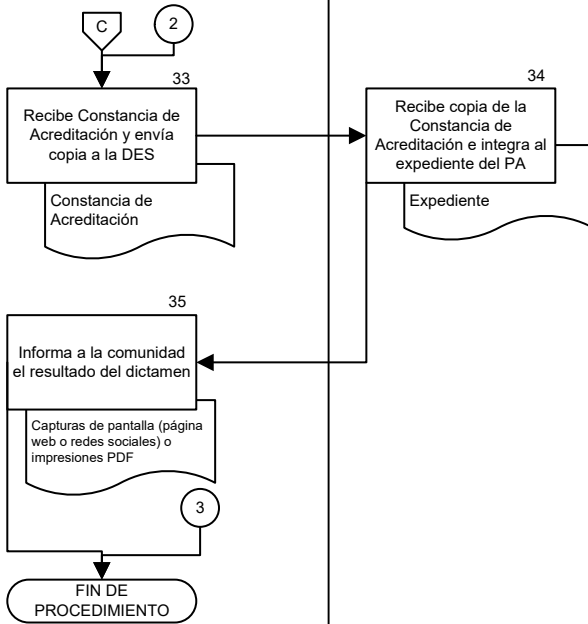 C
2
33
Recibe Constancia de
Acreditación y envía
copia a la DES
Constancia de
Acreditación
34
Recibe copia de la
Constancia de
Acreditación e integra al
expediente del PA
Expediente
35
Informa a la comunidad
el resultado del dictamen
Capturas de pantalla (página
web o redes sociales) o
impresiones PDF
3
FIN DE
PROCEDIMIENTO